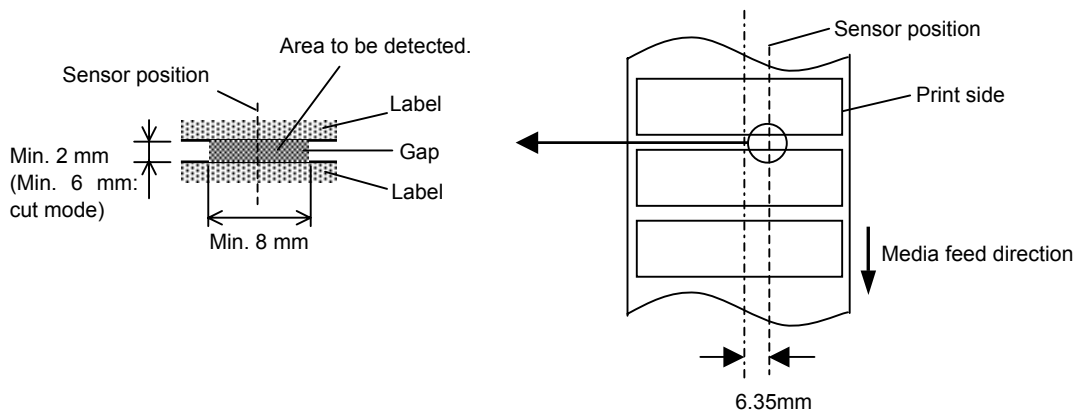 Area to be detected.
Sensor position
Label
Gap
Label
Min. 2 mm
(Min. 6 mm:
cut mode)
Min. 8 mm
Sensor position
Print side
Media feed direction
6.35mm